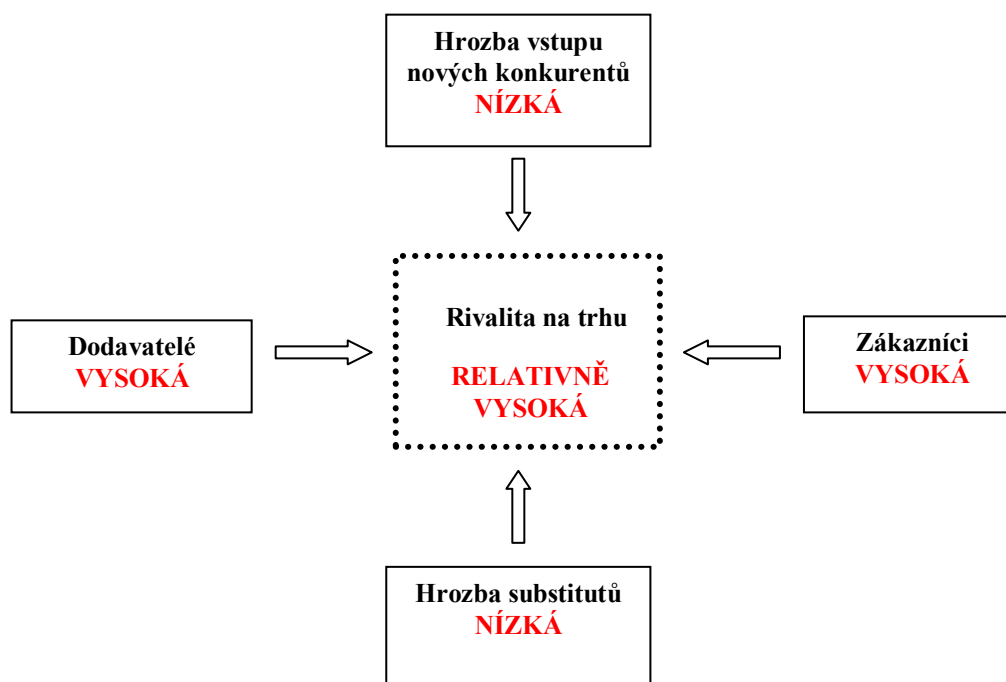 Hrozba vstupu
nových konkurentů
NÍZKÁ
Dodavatelé
VYSOKÁ
Rivalita na trhu
RELATIVNĚ
VYSOKÁ
Zákazníci
VYSOKÁ
Hrozba substitutů
NÍZKÁ